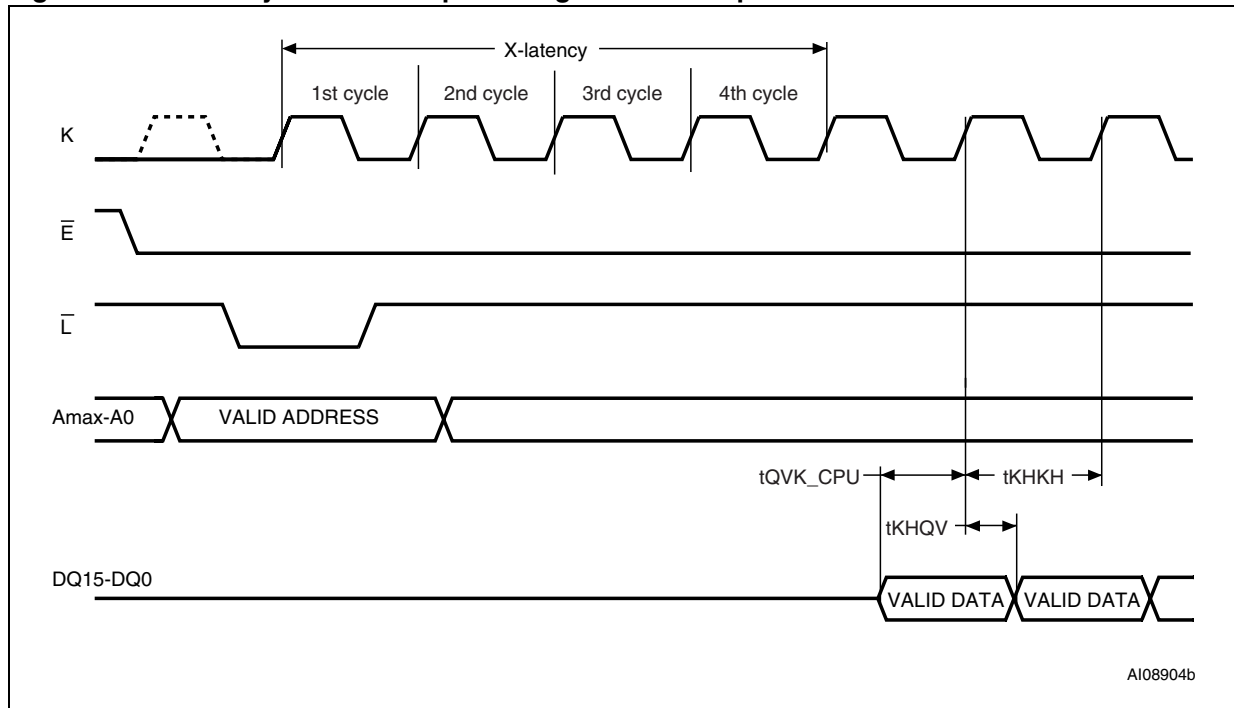 X-latency
1st cycle
2nd cycle
3rd cycle
4th cycle
K
E̅
L̅
Amax-A0
VALID ADDRESS
tQVK_CPU
tKHKH
tKHQV
DQ15-DQ0
VALID DATA
VALID DATA
AI08904b